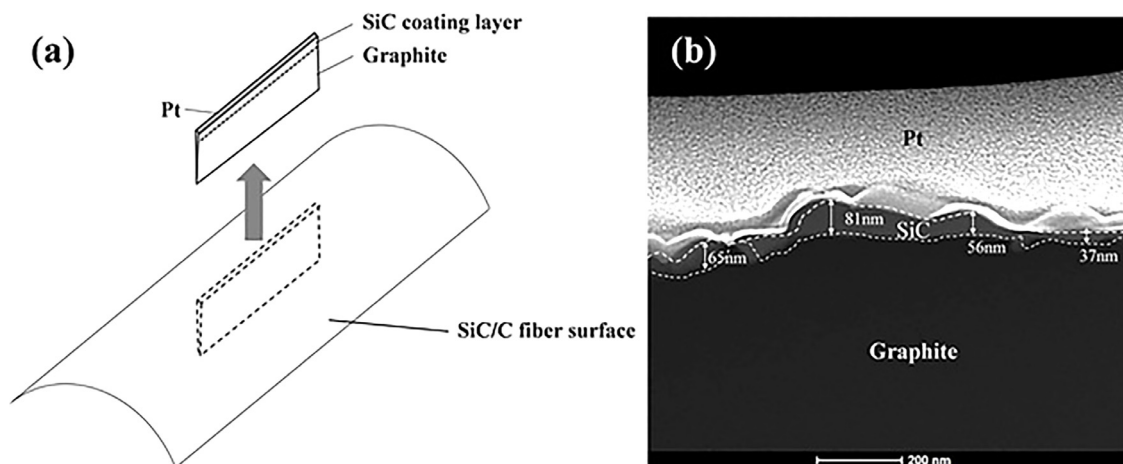 (a)
SiC coating layer
Graphite
Pt
SiC/C fiber surface
(b)
Pt
81nm
SiC
56nm
37nm
65nm
Graphite
200 nm